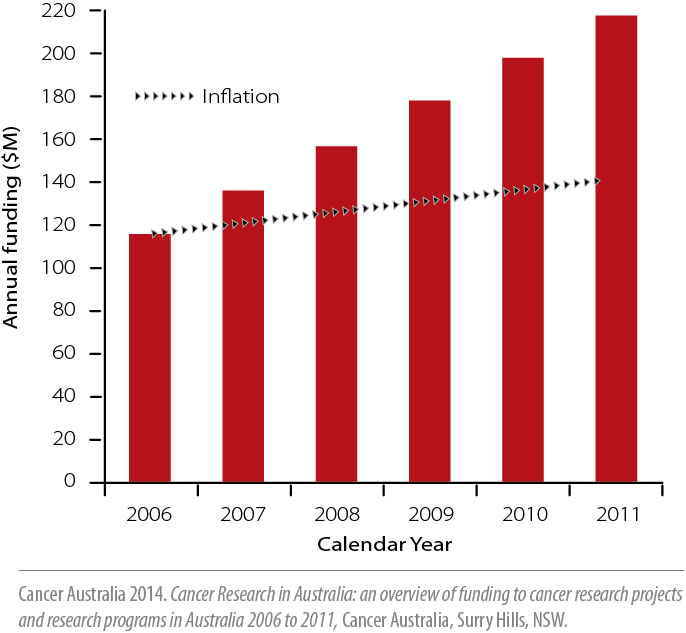 Annual funding ($M)
220
200
180
160
140
120
100
80
60
40
20
0
Inflation
2006 2007 2008 2009 2010 2011
Calendar Year
Cancer Australia 2014. Cancer Research in Australia: an overview of funding to cancer research projects
and research programs in Australia 2006 to 2011, Cancer Australia, Surry Hills, NSW.